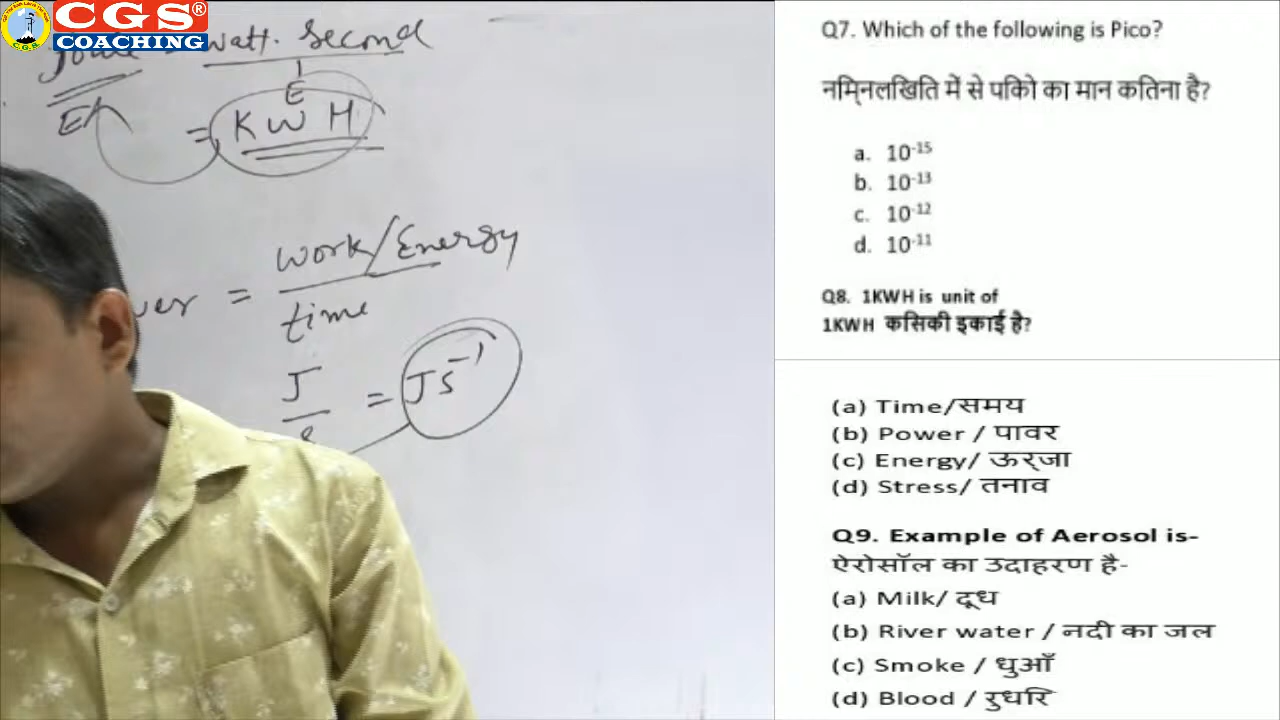 CGS®
COACHING
C.G.S
Joule = watt. Second
E
E
= K W H
work/Energy
wer = time
J = JS⁻¹
s
Q7. Which of the following is Pico?
नमि्नलखिति में से पकिो का मान कतिना है?
a. 10⁻¹⁵
b. 10⁻¹³
c. 10⁻¹²
d. 10⁻¹¹
Q8. 1KWH is unit of
1KWH कसिकी इकाई है?
(a) Time/समय
(b) Power / पावर
(c) Energy/ ऊर्जा
(d) Stress/ तनाव
Q9. Example of Aerosol is-
ऐरोसॉल का उदाहरण है-
(a) Milk/ दूध
(b) River water / नदी का जल
(c) Smoke / धुआँ
(d) Blood / रुधरि